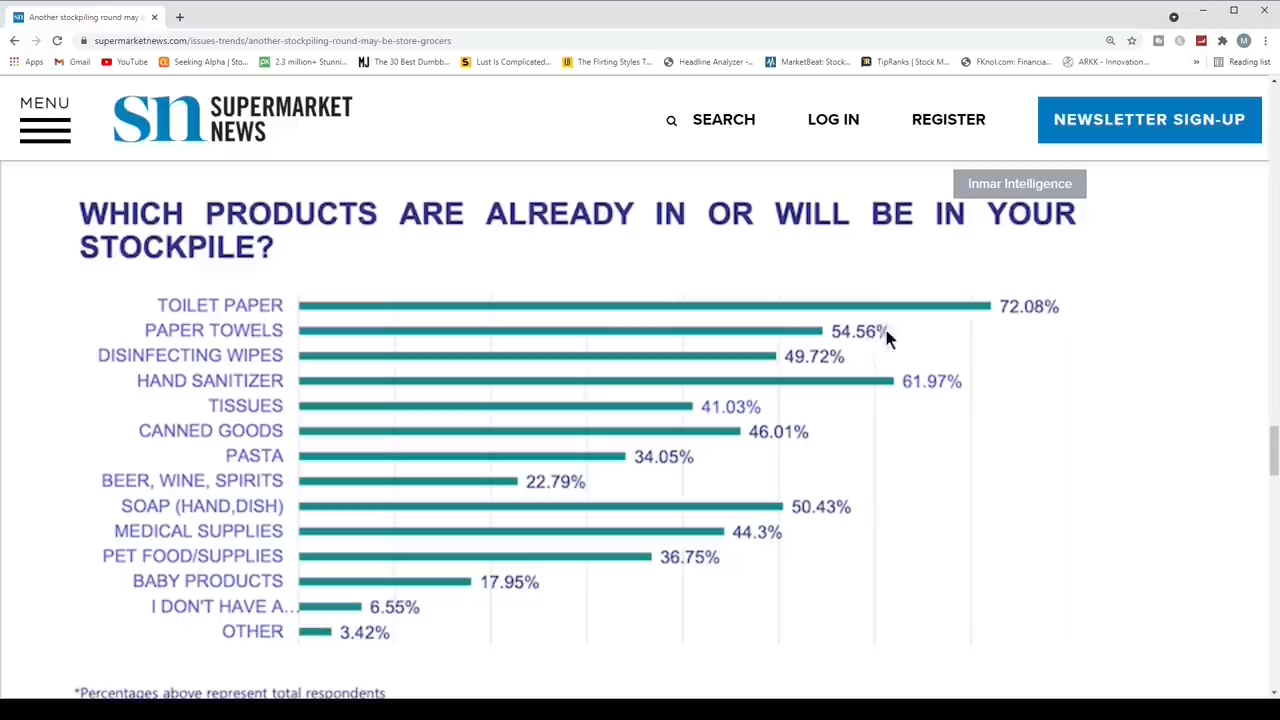 Another stockpiling round may b
supermarketnews.com/issues-trends/another-stockpiling-round-may-be-store-grocers
M
Apps Gmail YouTube Seeking Alpha | Sto... 2.3 million+ Stunni... The 30 Best Dumbb... Lust Is Complicated... The Flirting Styles T... Headline Analyzer -... MarketBeat: Stock... TipRanks | Stock M... FKnol.com: Financia... ARKK - Innovation... » Reading list
MENU
sn SUPERMARKET
NEWS
SEARCH LOG IN REGISTER NEWSLETTER SIGN-UP
Inmar Intelligence
WHICH PRODUCTS ARE ALREADY IN OR WILL BE IN YOUR
STOCKPILE?
TOILET PAPER 72.08%
PAPER TOWELS 54.56%
DISINFECTING WIPES 49.72%
HAND SANITIZER 61.97%
TISSUES 41.03%
CANNED GOODS 46.01%
PASTA 34.05%
BEER, WINE, SPIRITS 22.79%
SOAP (HAND,DISH) 50.43%
MEDICAL SUPPLIES 44.3%
PET FOOD/SUPPLIES 36.75%
BABY PRODUCTS 17.95%
I DON'T HAVE A... 6.55%
OTHER 3.42%
*Percentages above represent total respondents